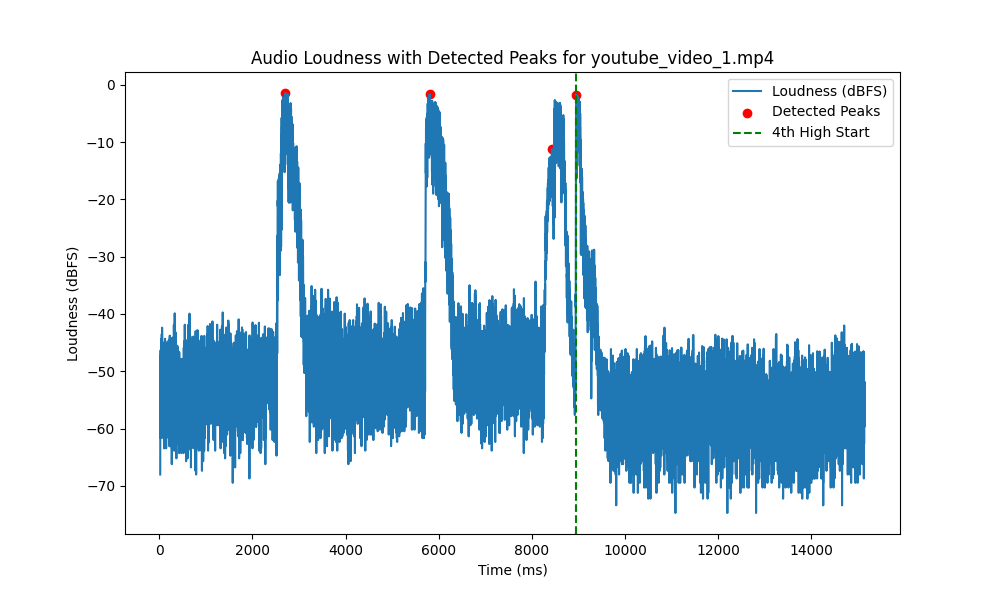 Audio Loudness with Detected Peaks for youtube_video_1.mp4
Loudness (dBFS)
Detected Peaks
4th High Start
0
−10
−20
−30
−40
−50
−60
−70
Loudness (dBFS)
0 2000 4000 6000 8000 10000 12000 14000
Time (ms)